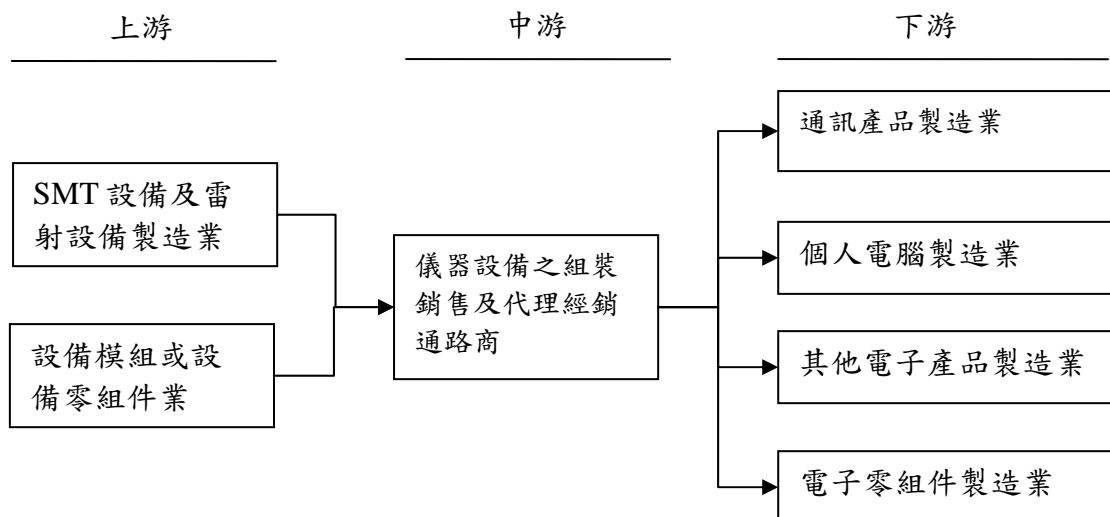 上游
中游
下游
SMT 設備及雷
射設備製造業
設備模組或設
備零組件業
儀器設備之組裝
銷售及代理經銷
通路商
通訊產品製造業
個人電腦製造業
其他電子產品製造業
電子零組件製造業